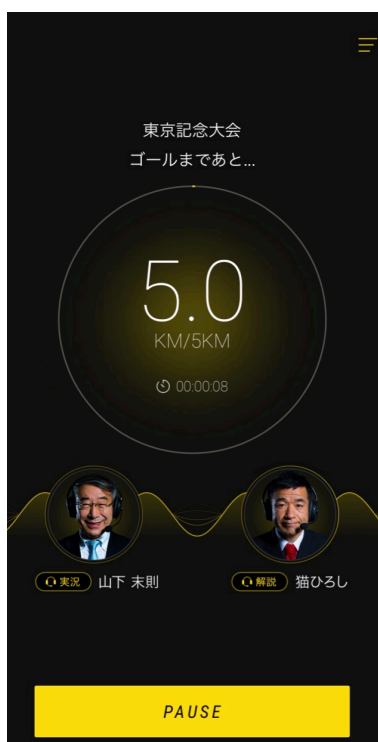 東京記念大会
ゴールまであと...
5.0
KM/5KM
00:00:08
実況 山下 末則
解説 猫ひろし
PAUSE